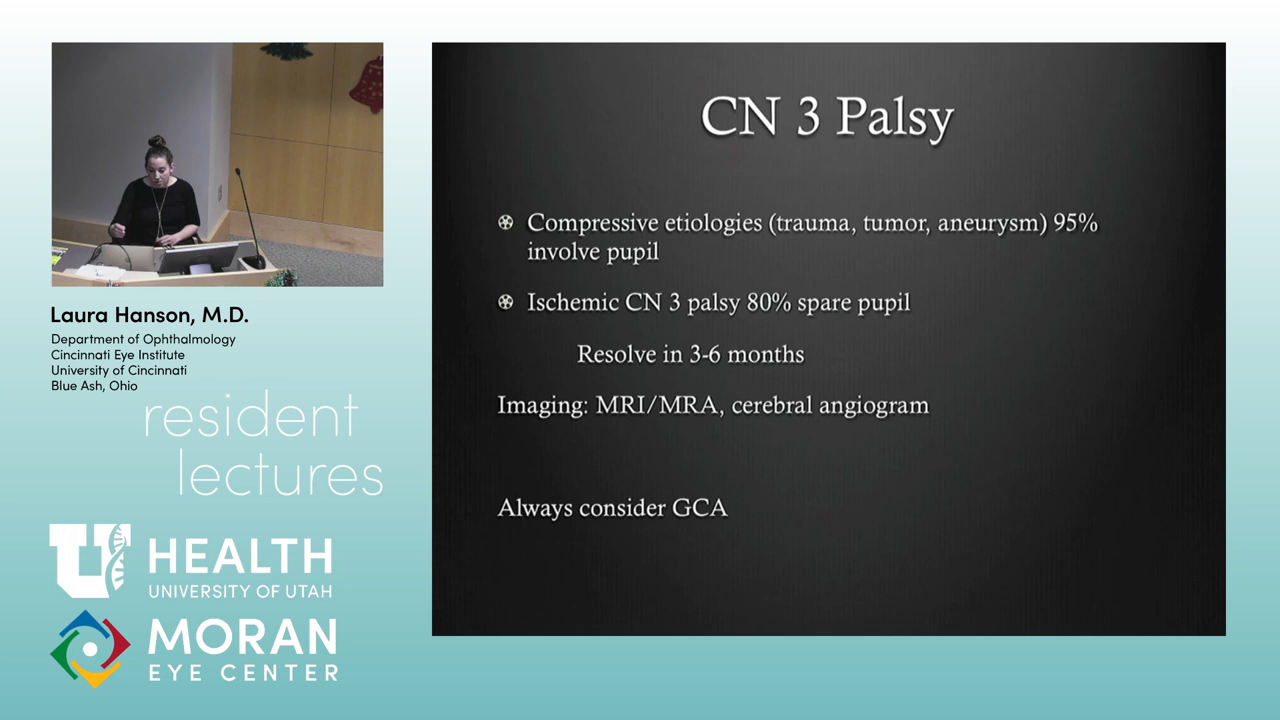 Laura Hanson, M.D.
Department of Ophthalmology
Cincinnati Eye Institute
University of Cincinnati
Blue Ash, Ohio
resident
lectures
U
HEALTH
UNIVERSITY OF UTAH
MORAN
EYE CENTER
CN 3 Palsy
Compressive etiologies (trauma, tumor, aneurysm) 95%
involve pupil
Ischemic CN 3 palsy 80% spare pupil
Resolve in 3-6 months
Imaging: MRI/MRA, cerebral angiogram
Always consider GCA